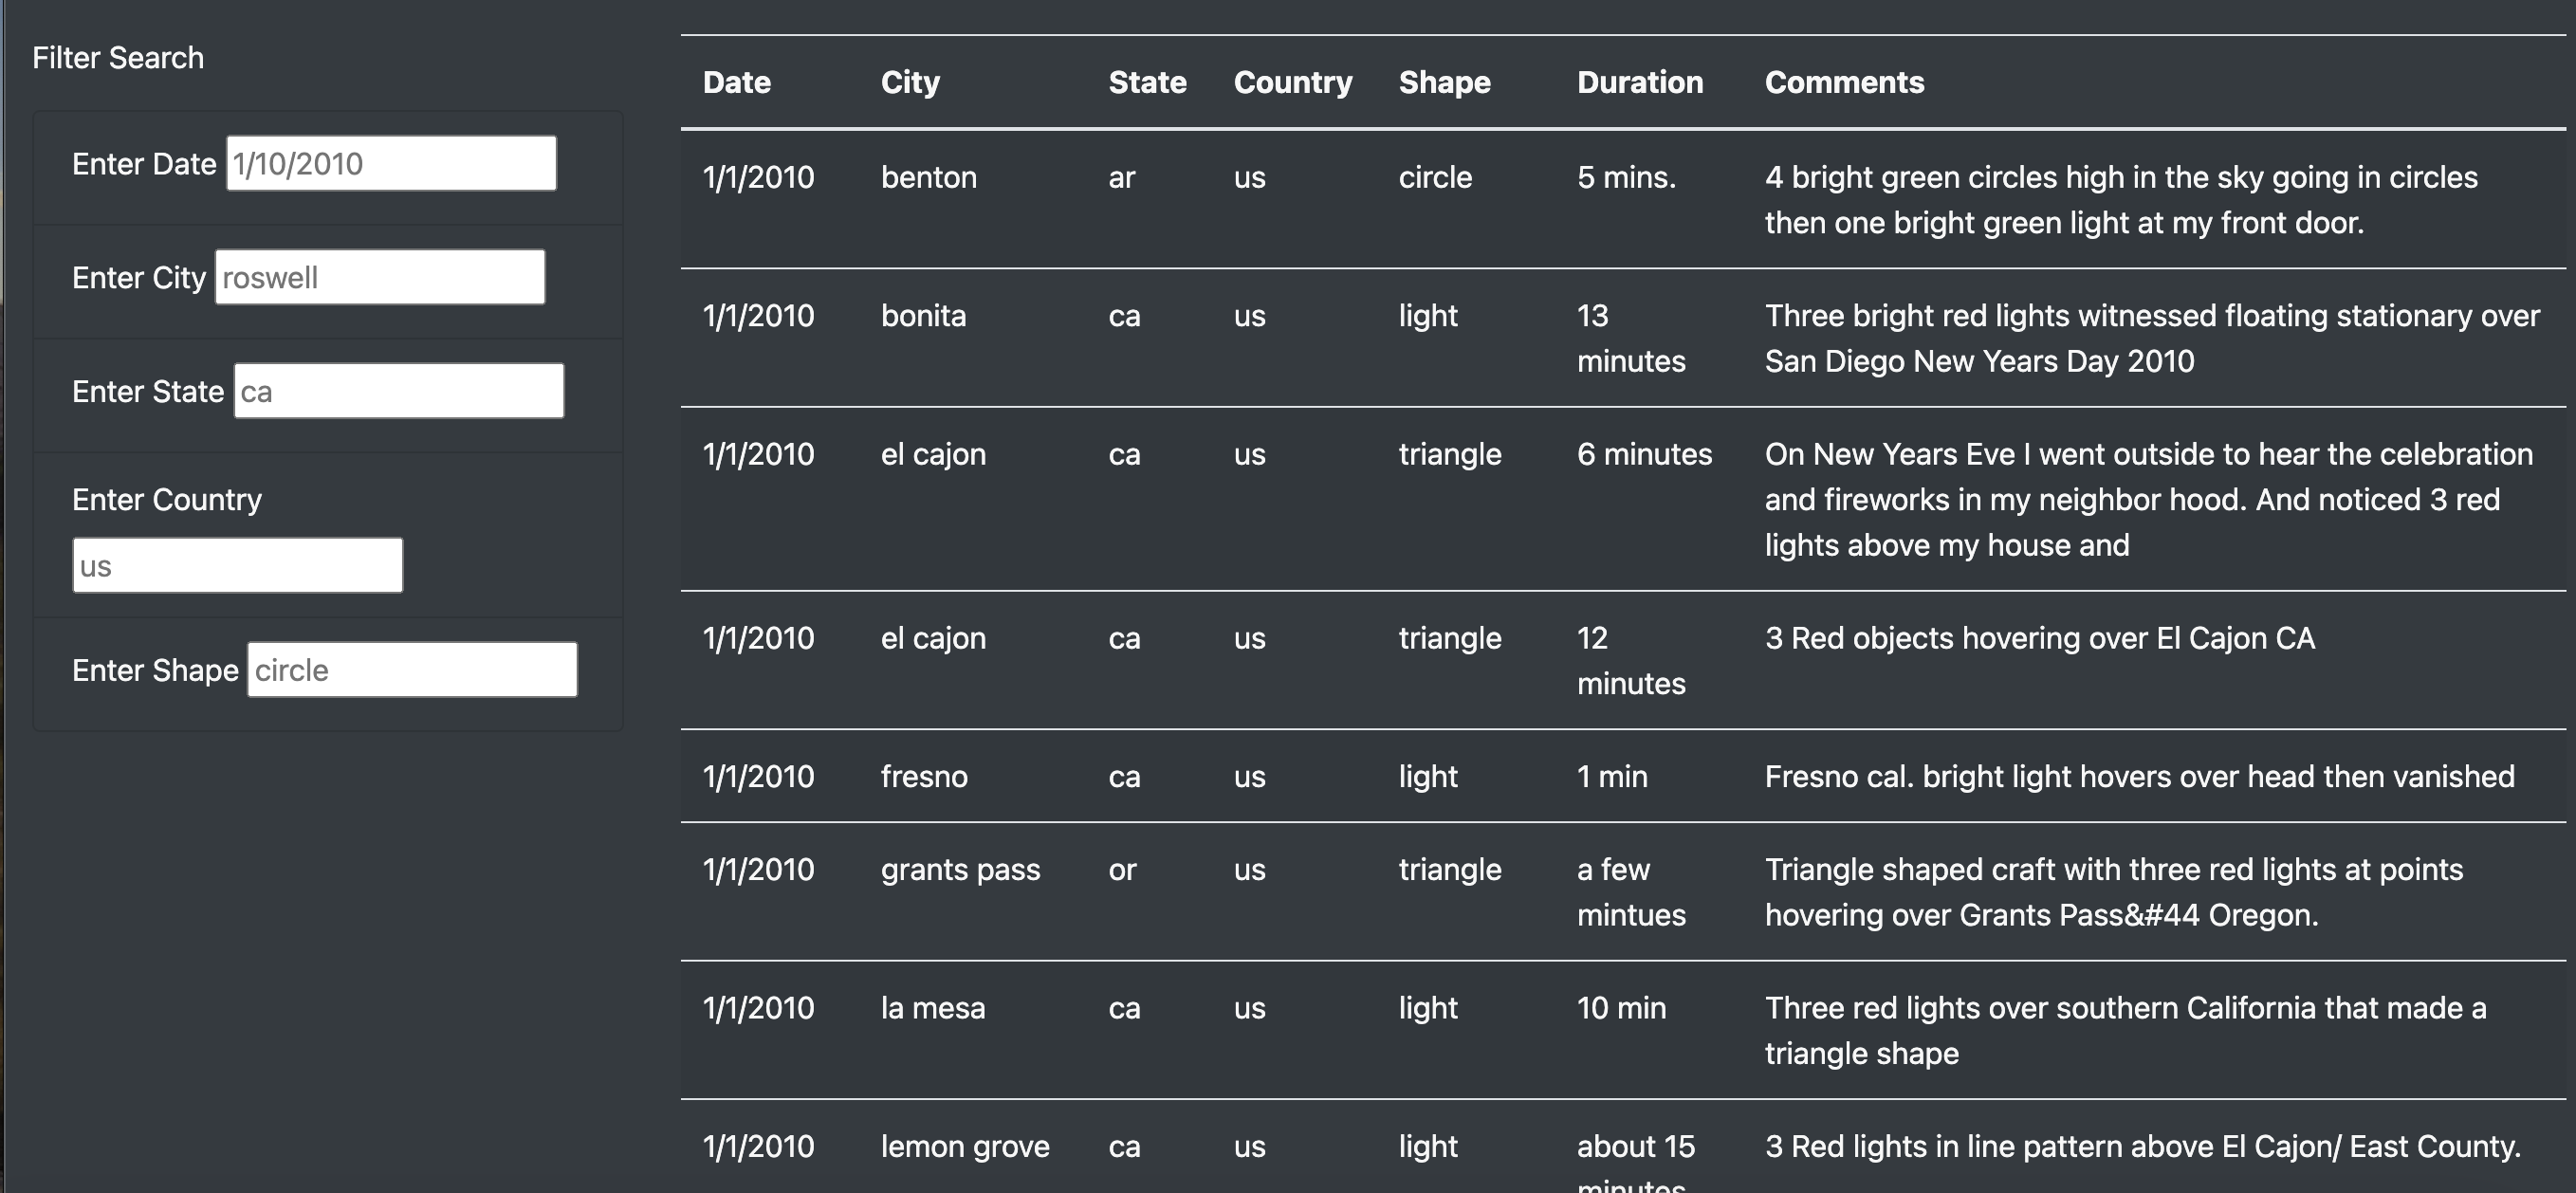 Filter Search
Enter Date 1/10/2010
Enter City roswell
Enter State ca
Enter Country
us
Enter Shape circle
Date City State Country Shape Duration Comments
1/1/2010 benton ar us circle 5 mins. 4 bright green circles high in the sky going in circles
then one bright green light at my front door.
1/1/2010 bonita ca us light 13 Three bright red lights witnessed floating stationary over
minutes San Diego New Years Day 2010
1/1/2010 el cajon ca us triangle 6 minutes On New Years Eve I went outside to hear the celebration
and fireworks in my neighbor hood. And noticed 3 red
lights above my house and
1/1/2010 el cajon ca us triangle 12 3 Red objects hovering over El Cajon CA
minutes
1/1/2010 fresno ca us light 1 min Fresno cal. bright light hovers over head then vanished
1/1/2010 grants pass or us triangle a few Triangle shaped craft with three red lights at points
mintues hovering over Grants Pass&#44 Oregon.
1/1/2010 la mesa ca us light 10 min Three red lights over southern California that made a
triangle shape
1/1/2010 lemon grove ca us light about 15 3 Red lights in line pattern above El Cajon/ East County.
minutes